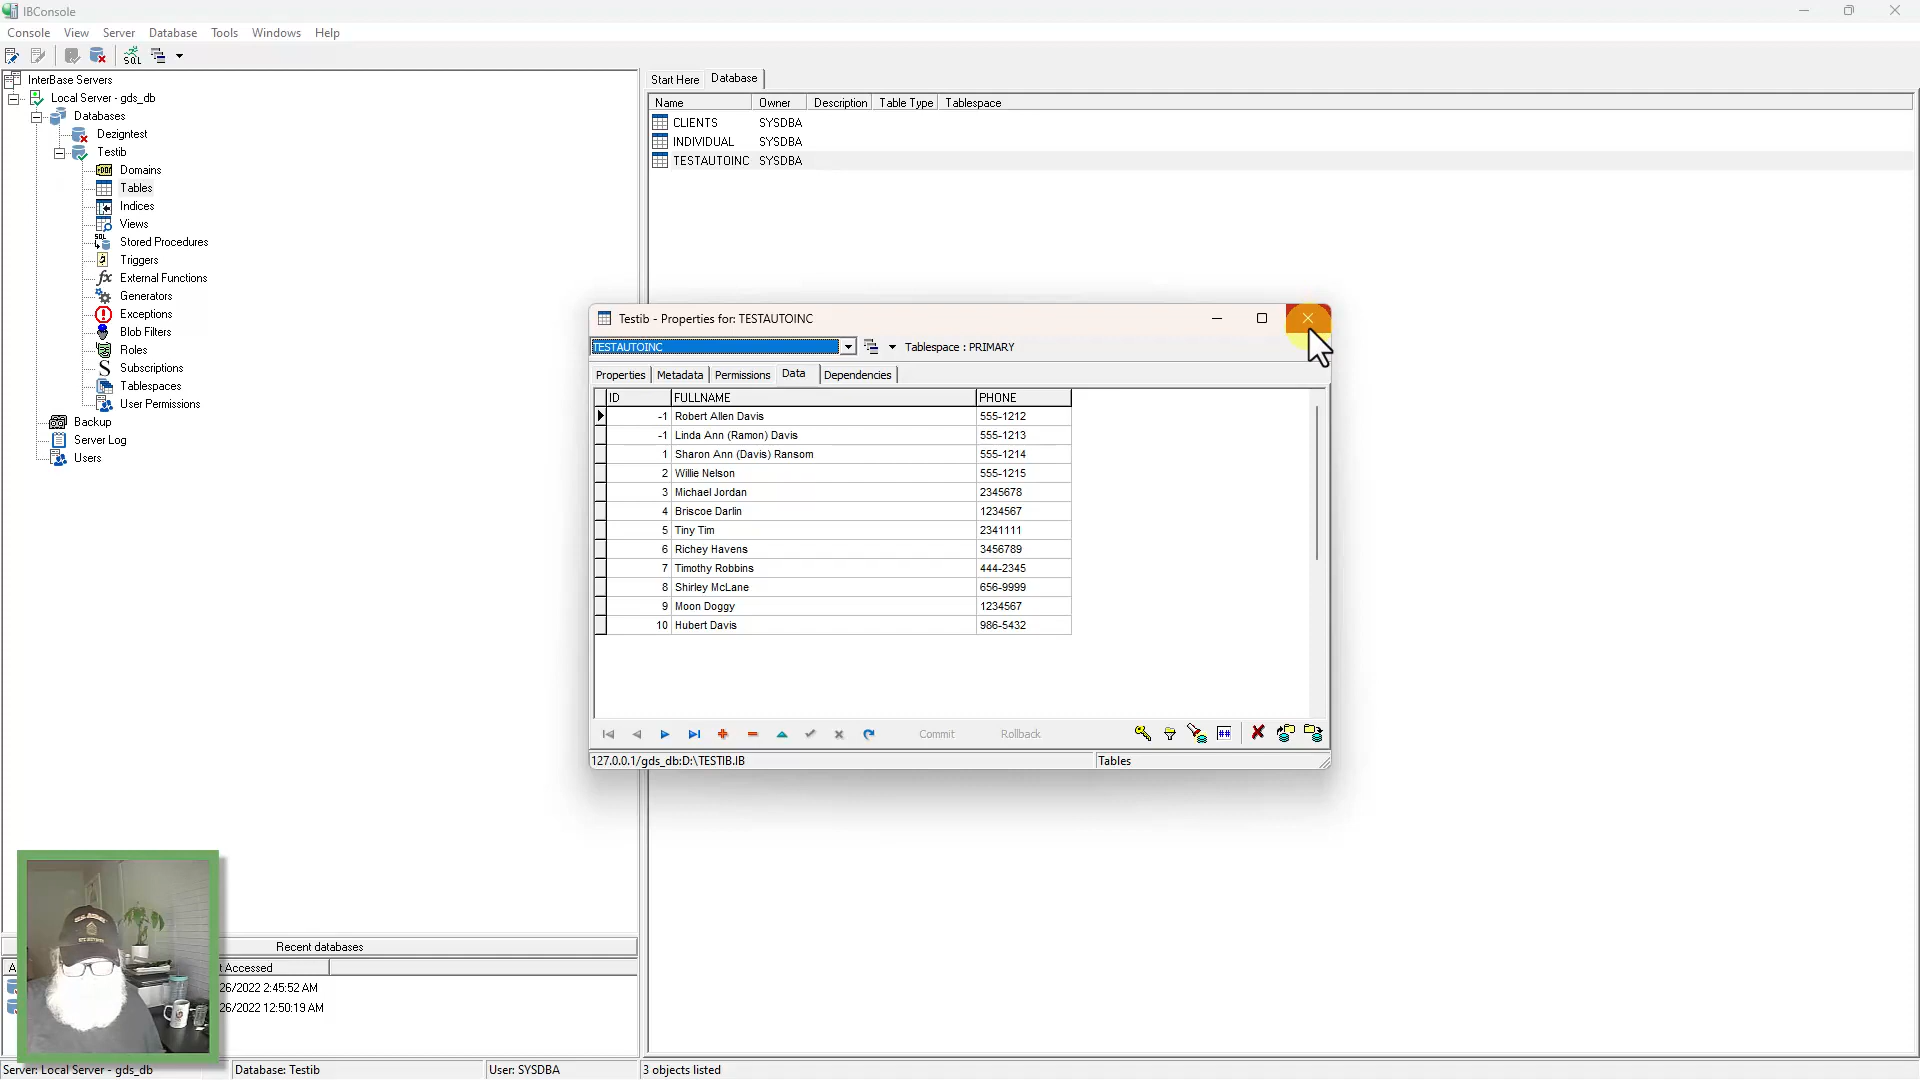 IBConsole
Console View Server Database Tools Windows Help
SQL
InterBase Servers
Local Server - gds_db
Databases
Dezigntest
Testib
Domains
Tables
Indices
Views
Stored Procedures
Triggers
External Functions
Generators
Exceptions
Blob Filters
Roles
Subscriptions
Tablespaces
User Permissions
Backup
Server Log
Users
Start Here Database
Name Owner Description Table Type Tablespace
CLIENTS SYSDBA
INDIVIDUAL SYSDBA
TESTAUTOINC SYSDBA
Testib - Properties for: TESTAUTOINC
TESTAUTOINC Tablespace : PRIMARY
Properties Metadata Permissions Data Dependencies
ID FULLNAME PHONE
-1 Robert Allen Davis 555-1212
-1 Linda Ann (Ramon) Davis 555-1213
1 Sharon Ann (Davis) Ransom 555-1214
2 Willie Nelson 555-1215
3 Michael Jordan 2345678
4 Briscoe Darlin 1234567
5 Tiny Tim 2341111
6 Richey Havens 3456789
7 Timothy Robbins 444-2345
8 Shirley McLane 656-9999
9 Moon Doggy 1234567
10 Hubert Davis 986-5432
Commit Rollback
127.0.0.1/gds_db:D:\TESTIB.IB Tables
Recent databases
Accessed
26/2022 2:45:52 AM
26/2022 12:50:19 AM
Server: Local Server - gds_db Database: Testib User: SYSDBA 3 objects listed